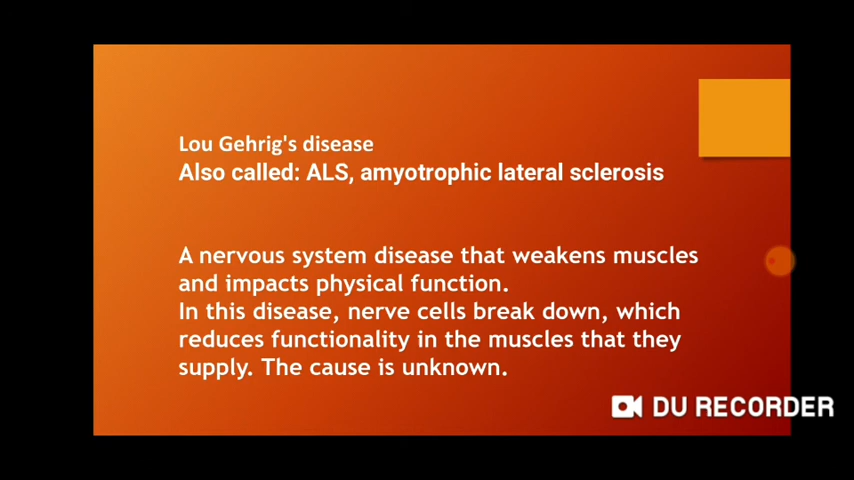 Lou Gehrig's disease
Also called: ALS, amyotrophic lateral sclerosis
A nervous system disease that weakens muscles
and impacts physical function.
In this disease, nerve cells break down, which
reduces functionality in the muscles that they
supply. The cause is unknown.
DU RECORDER